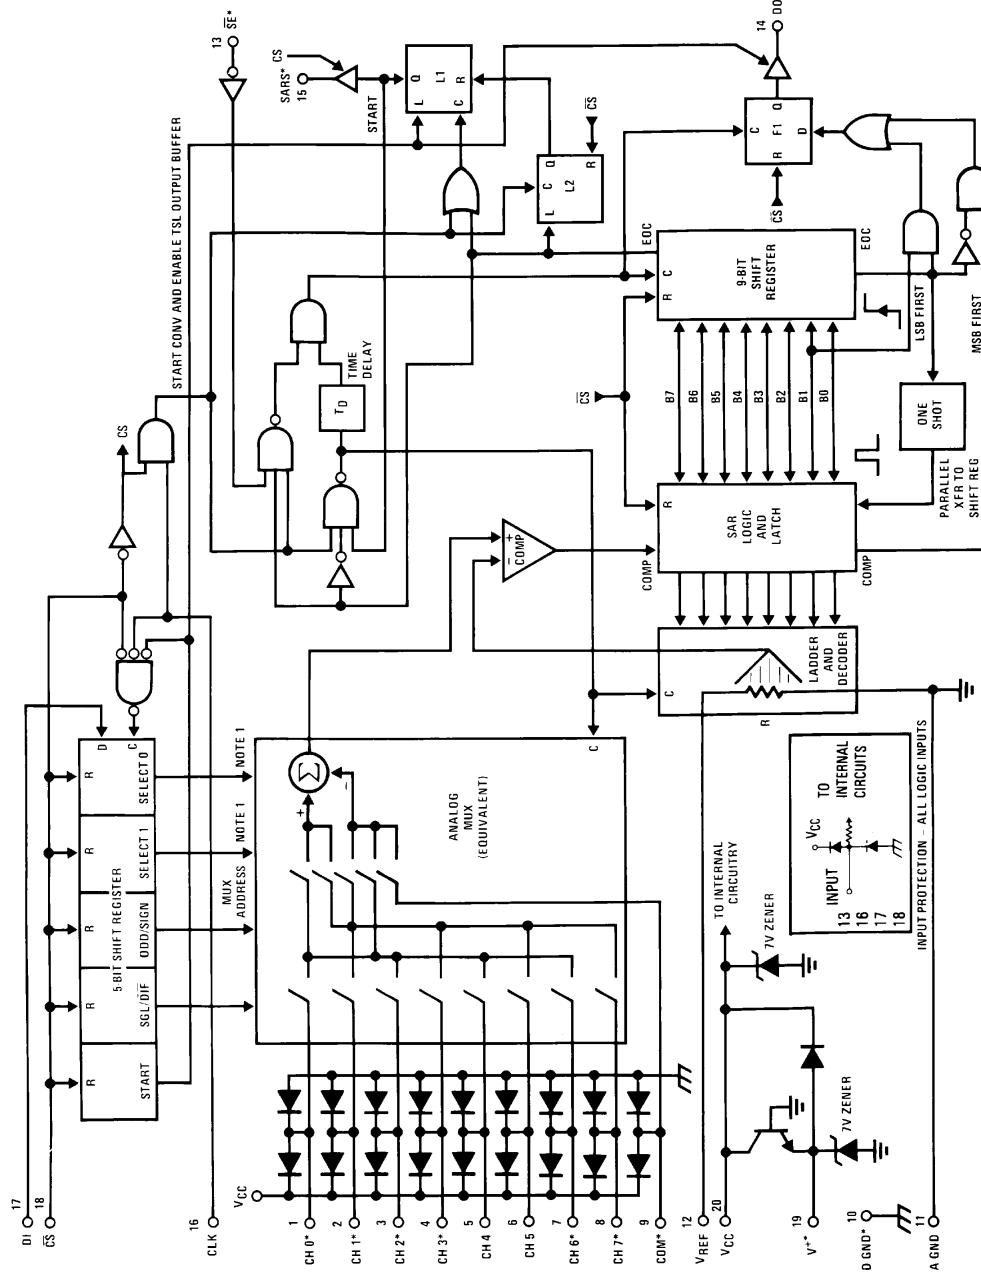 13
SE*
SARS*
15
CS
14
DO
START
Q
L1
L
R
C
START CONV AND ENABLE TSL OUTPUT BUFFER
CS
Q
C
L2
L
R
C
Q
F1
R
D
CS
EOC
EOC
9-BIT
SHIFT
REGISTER
C
R
LSB FIRST
MSB FIRST
TIME
DELAY
TD
CS
CS
B7
B6
B5
B4
B3
B2
B1
B0
ONE
SHOT
PARALLEL
XFR TO
SHIFT REG
R
SAR
LOGIC
AND
LATCH
COMP
COMP
+
−
COMP
LADDER
AND
DECODER
C
R
D
C
R
R
R
R
R
5-BIT SHIFT REGISTER
SELECT 0
SELECT 1
ODD/SIGN
SGL/DIF
START
NOTE 1
NOTE 1
MUX
ADDRESS
Σ
+
−
C
ANALOG
MUX
(EQUIVALENT)
TO INTERNAL
CIRCUITRY
7V ZENER
7V ZENER
VCC
TO
INTERNAL
CIRCUITS
INPUT
13
16
17
18
INPUT PROTECTION – ALL LOGIC INPUTS
VCC
17
DI
18
CS
16
CLK
1
CH 0*
2
CH 1*
3
CH 2*
4
CH 3*
5
CH 4
6
CH 5
7
CH 6*
8
CH 7*
9
COM*
12
VREF
20
VCC
19
V+*
10
D GND*
11
A GND